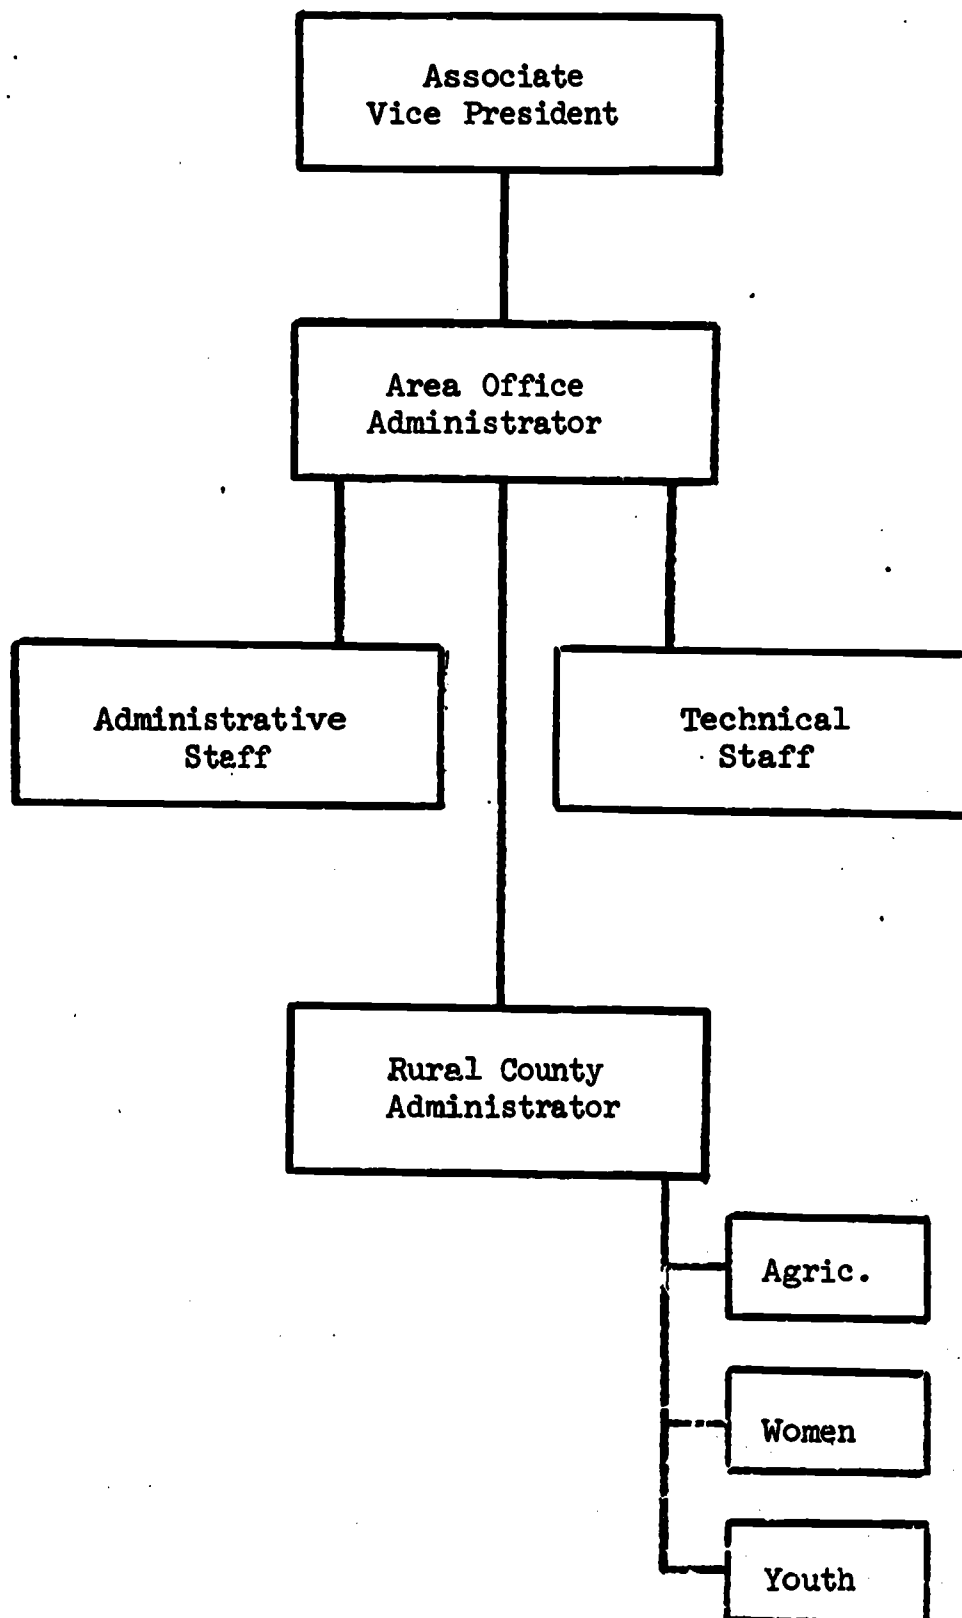 Associate
Vice President
Area Office
Administrator
Administrative
Staff
Technical
Staff
Rural County
Administrator
Agric.
Women
Youth